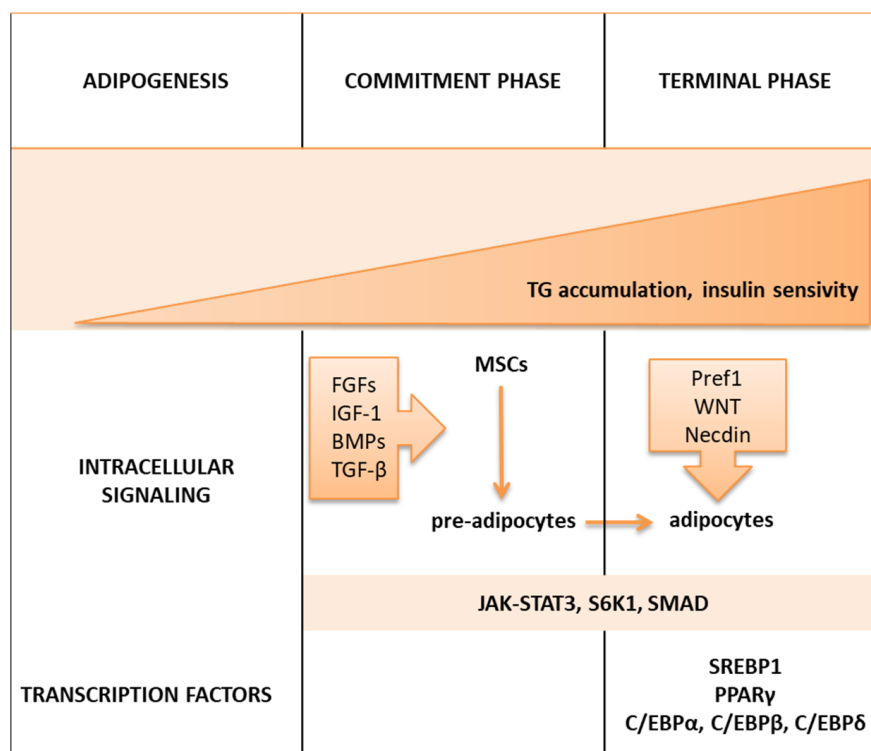 ADIPOGENESIS
COMMITMENT PHASE
TERMINAL PHASE
TG accumulation, insulin sensivity
INTRACELLULAR
SIGNALING
FGFs
IGF-1
BMPs
TGF-β
MSCs
pre-adipocytes
Pref1
WNT
Necdin
adipocytes
JAK-STAT3, S6K1, SMAD
TRANSCRIPTION FACTORS
SREBP1
PPARγ
C/EBPα, C/EBPβ, C/EBPδ